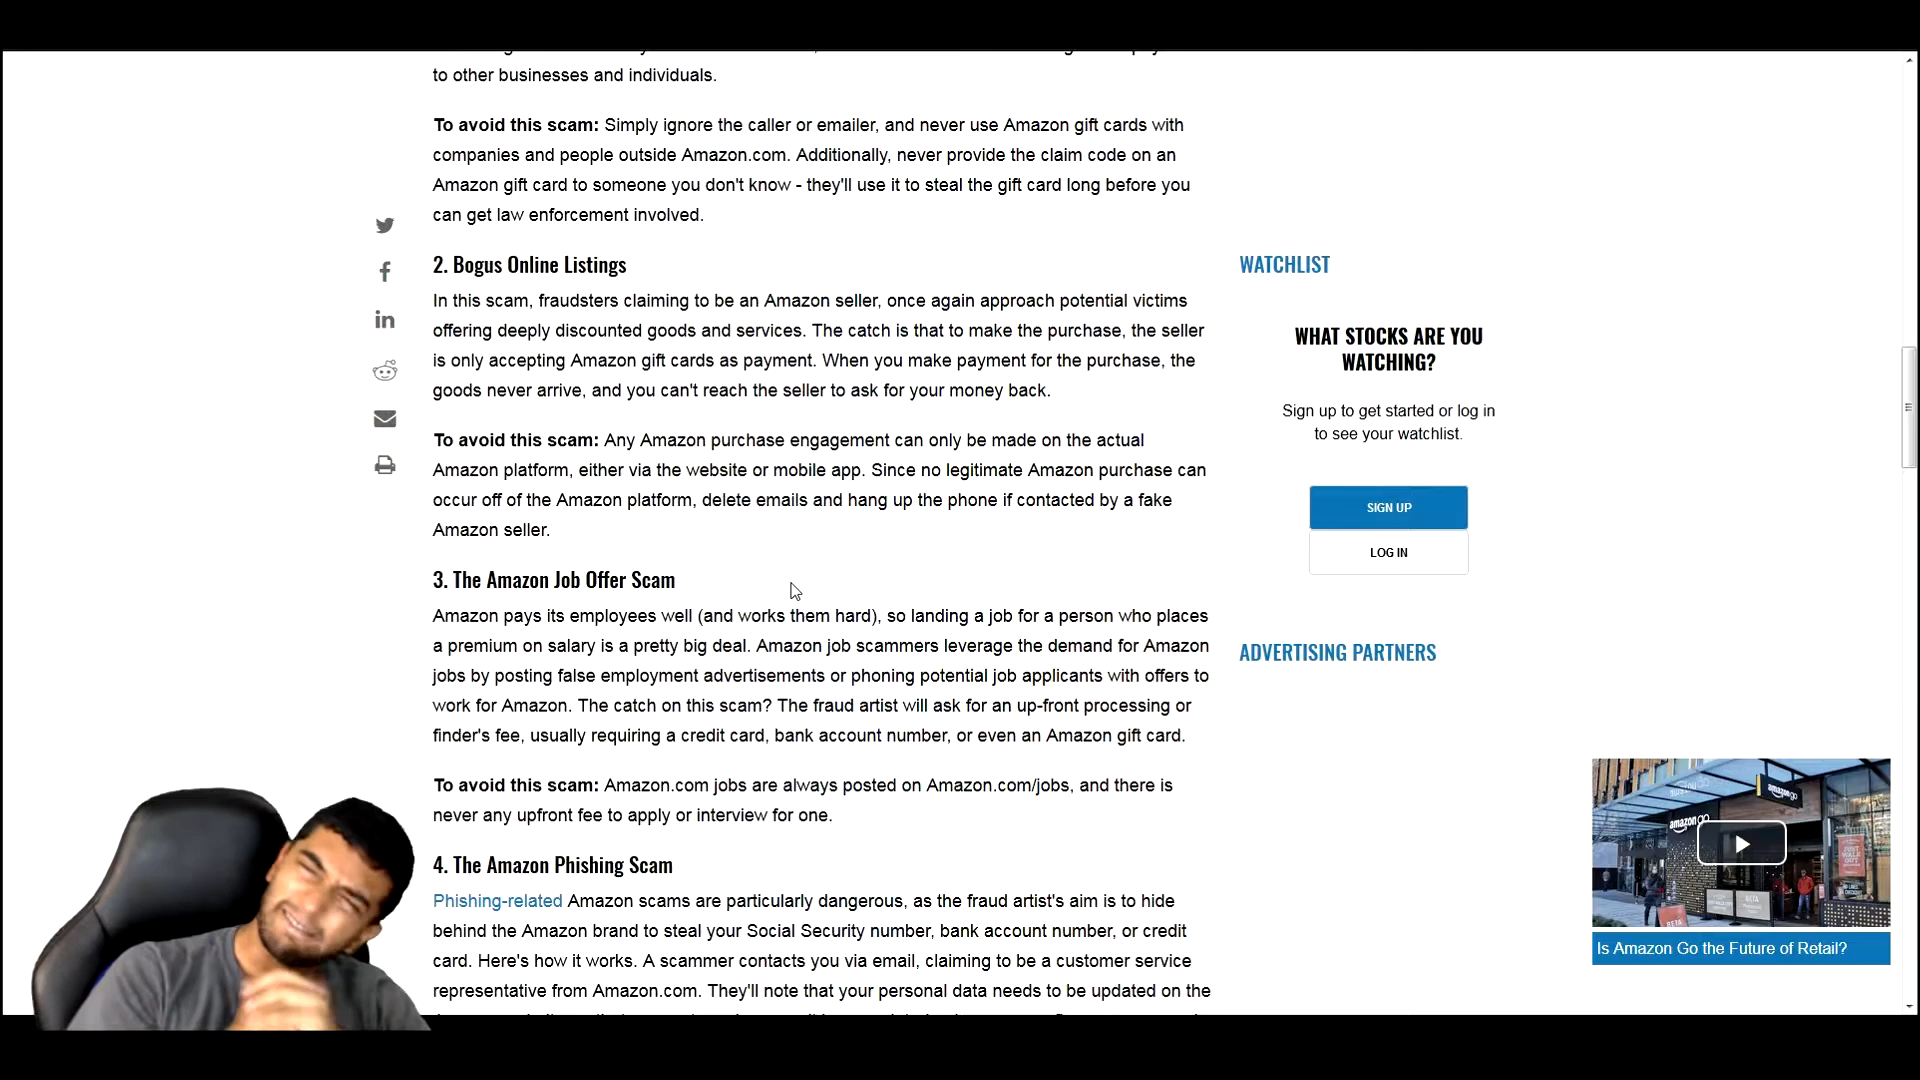 to other businesses and individuals.
To avoid this scam: Simply ignore the caller or emailer, and never use Amazon gift cards with
companies and people outside Amazon.com. Additionally, never provide the claim code on an
Amazon gift card to someone you don't know - they'll use it to steal the gift card long before you
can get law enforcement involved.
2. Bogus Online Listings
In this scam, fraudsters claiming to be an Amazon seller, once again approach potential victims
offering deeply discounted goods and services. The catch is that to make the purchase, the seller
is only accepting Amazon gift cards as payment. When you make payment for the purchase, the
goods never arrive, and you can't reach the seller to ask for your money back.
To avoid this scam: Any Amazon purchase engagement can only be made on the actual
Amazon platform, either via the website or mobile app. Since no legitimate Amazon purchase can
occur off of the Amazon platform, delete emails and hang up the phone if contacted by a fake
Amazon seller.
3. The Amazon Job Offer Scam
Amazon pays its employees well (and works them hard), so landing a job for a person who places
a premium on salary is a pretty big deal. Amazon job scammers leverage the demand for Amazon
jobs by posting false employment advertisements or phoning potential job applicants with offers to
work for Amazon. The catch on this scam? The fraud artist will ask for an up-front processing or
finder's fee, usually requiring a credit card, bank account number, or even an Amazon gift card.
To avoid this scam: Amazon.com jobs are always posted on Amazon.com/jobs, and there is
never any upfront fee to apply or interview for one.
4. The Amazon Phishing Scam
Phishing-related Amazon scams are particularly dangerous, as the fraud artist's aim is to hide
behind the Amazon brand to steal your Social Security number, bank account number, or credit
card. Here's how it works. A scammer contacts you via email, claiming to be a customer service
representative from Amazon.com. They'll note that your personal data needs to be updated on the
WATCHLIST
WHAT STOCKS ARE YOU
WATCHING?
Sign up to get started or log in
to see your watchlist.
SIGN UP
LOG IN
ADVERTISING PARTNERS
amazon go
amazon go
JUST
WALK
OUT
BETA
BETA
Is Amazon Go the Future of Retail?